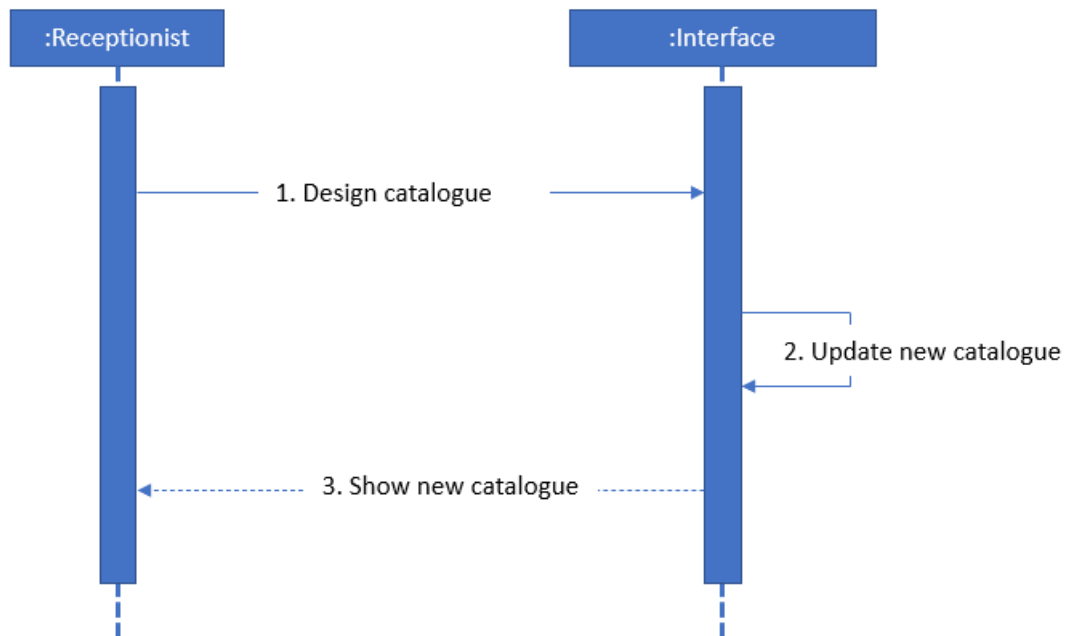 :Receptionist
:Interface
1. Design catalogue
2. Update new catalogue
3. Show new catalogue